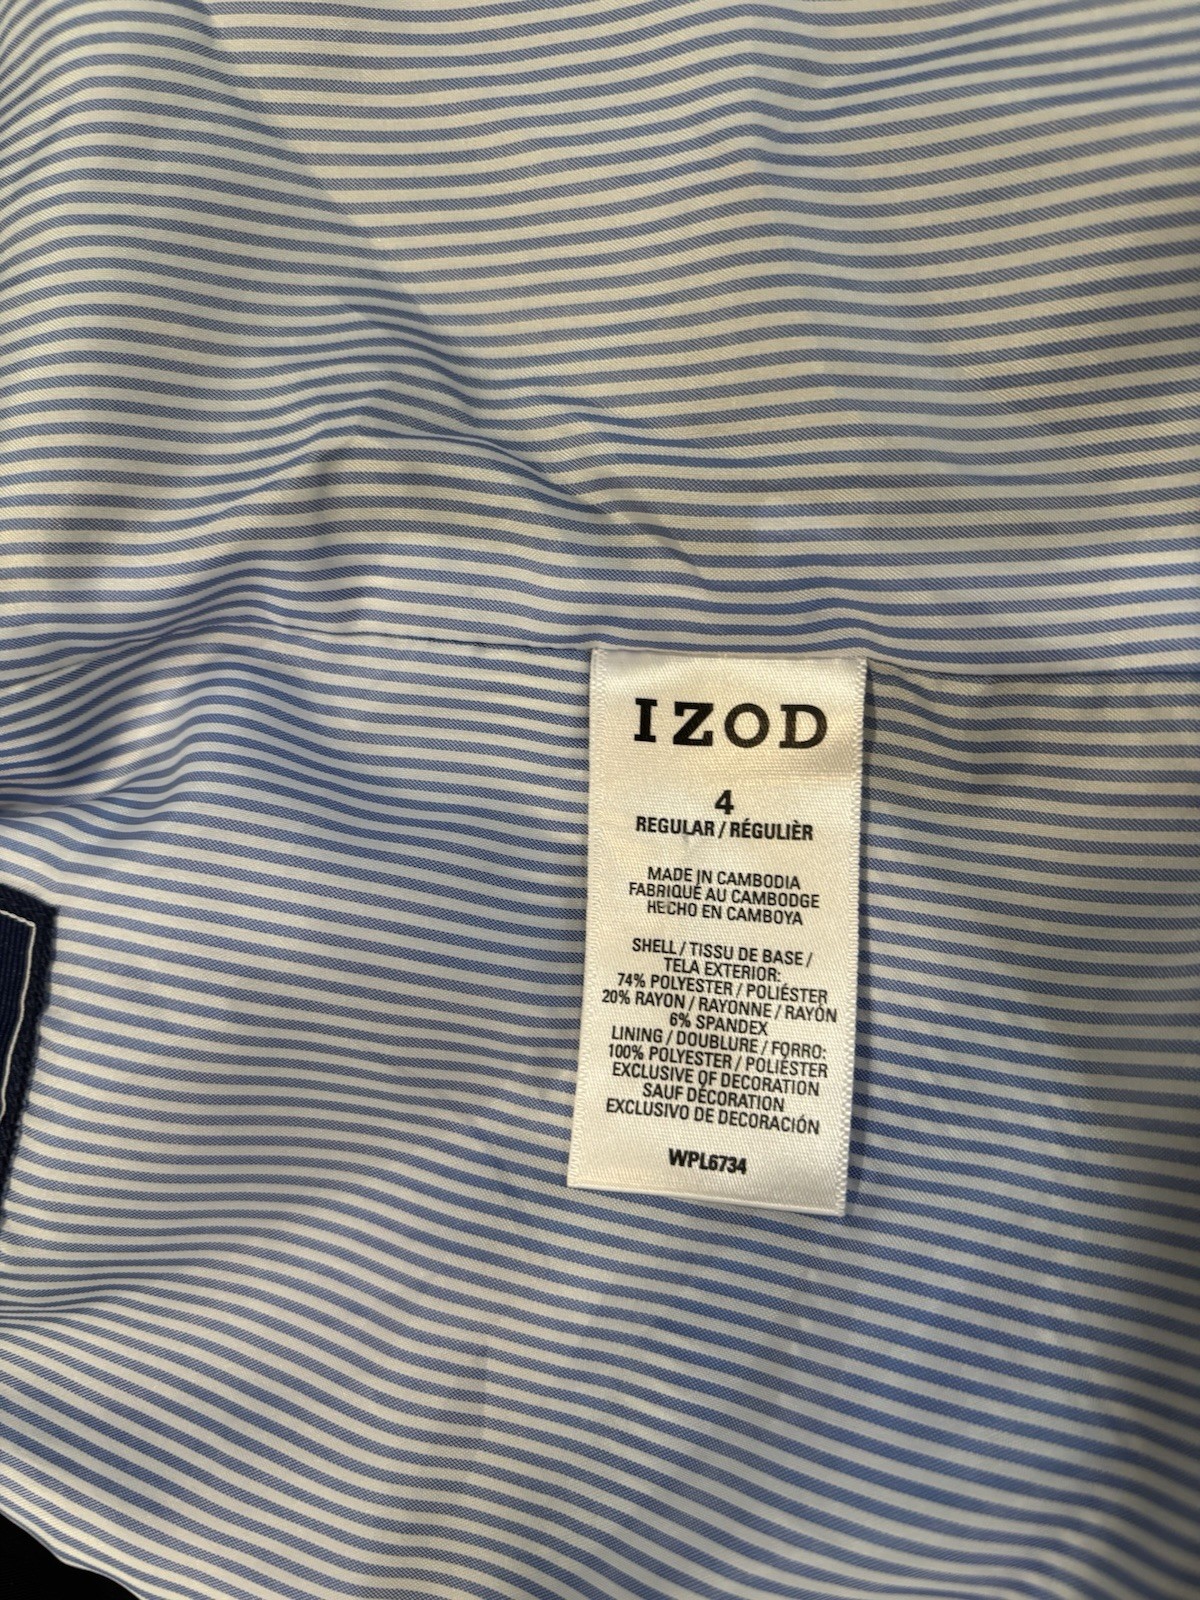 IZOD
4
REGULAR / RÉGULIÈR
MADE IN CAMBODIA
FABRIQUÉ AU CAMBODGE
HECHO EN CAMBOYA
SHELL / TISSU DE BASE /
TELA EXTERIOR:
74% POLYESTER / POLIÉSTER
20% RAYON / RAYONNE / RAYÓN
6% SPANDEX
LINING / DOUBLURE / FORRO:
100% POLYESTER / POLIÉSTER
EXCLUSIVE OF DECORATION
SAUF DÉCORATION
EXCLUSIVO DE DECORACIÓN
WPL6734